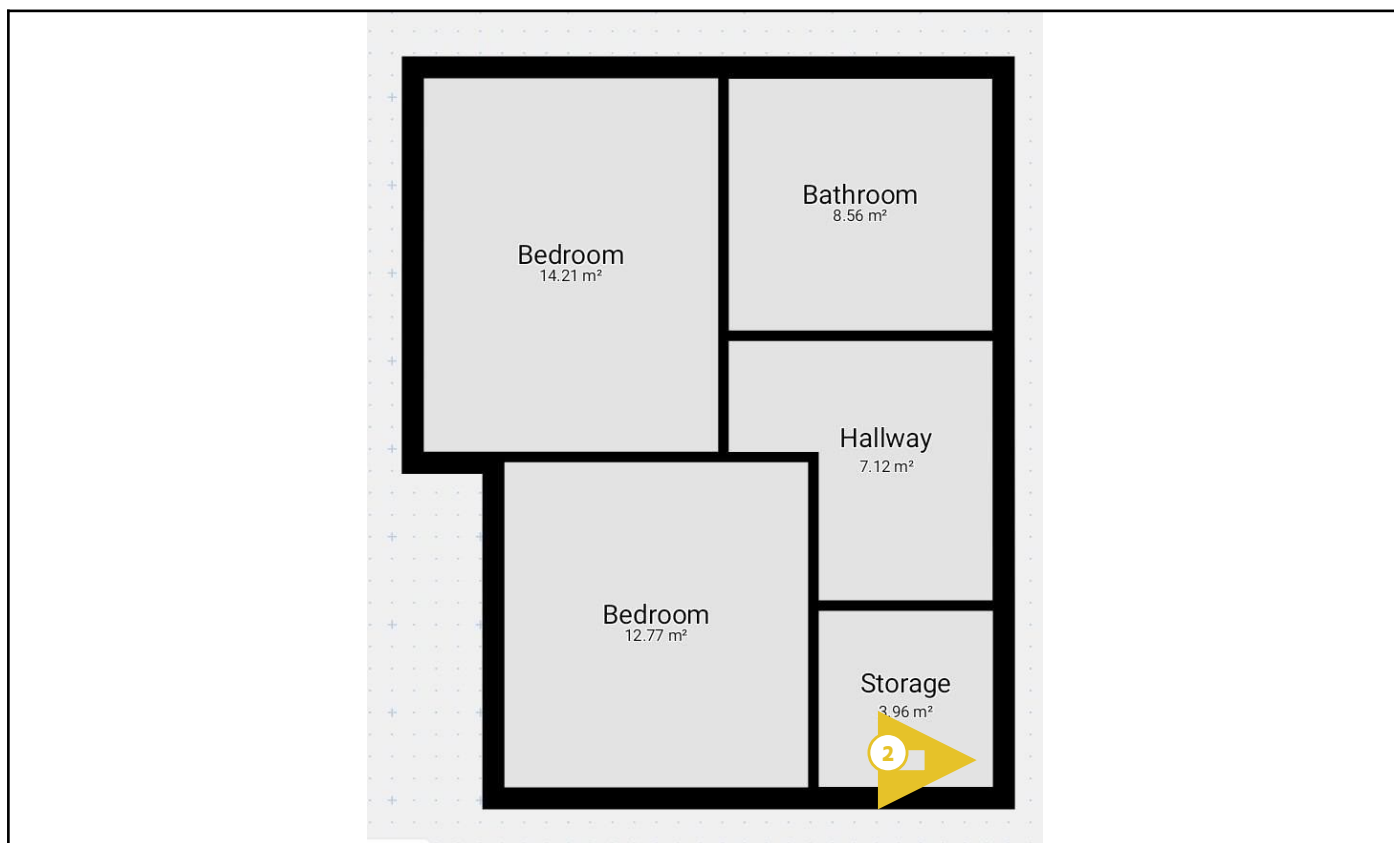 Bathroom
8.56 m²
Bedroom
14.21 m²
Hallway
7.12 m²
Bedroom
12.77 m²
Storage
3.96 m²
2